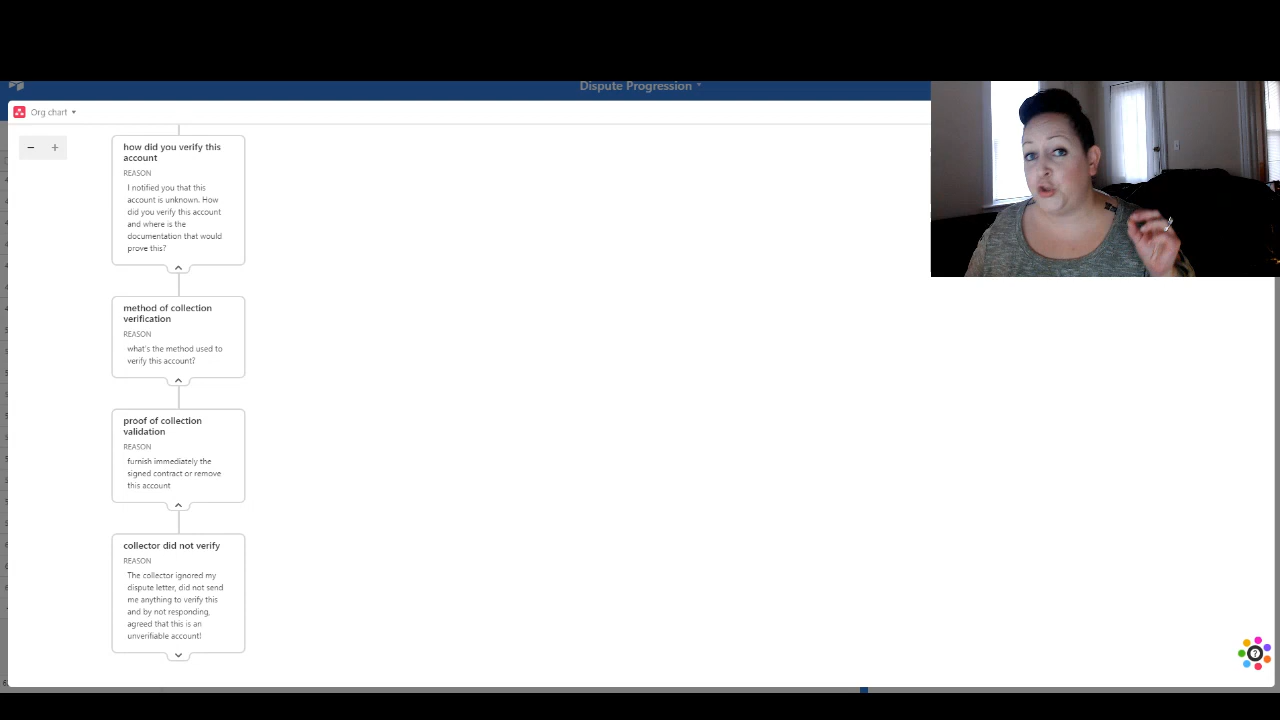 Dispute Progression
Org chart
how did you verify this
account
REASON
I notified you that this
account is unknown. How
did you verify this account
and where is the
documentation that would
prove this?
method of collection
verification
REASON
what's the method used to
verify this account?
proof of collection
validation
REASON
furnish immediately the
signed contract or remove
this account
collector did not verify
REASON
The collector ignored my
dispute letter, did not send
me anything to verify this
and by not responding,
agreed that this is an
unverifiable account!